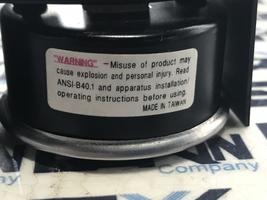 "WARNING" -Misuse of product may
cause explosion and personal injury. Read
ANSI-B40.1 and apparatus installation/
operating instructions before using.
MADE IN TAIWAN
Company
Company